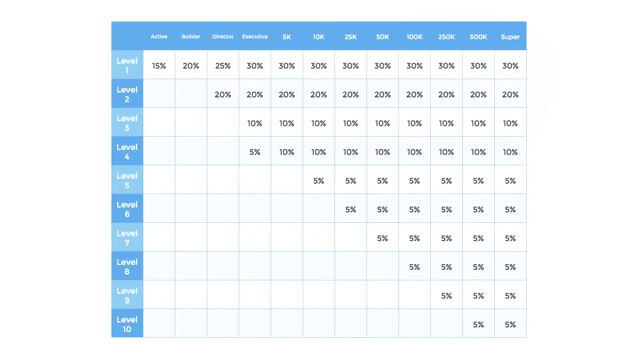 Active Builder Director Executive 5K 10K 25K 50K 100K 250K 500K Super
Level 1 15% 20% 25% 30% 30% 30% 30% 30% 30% 30% 30% 30%
Level 2 20% 20% 20% 20% 20% 20% 20% 20% 20% 20%
Level 3 10% 10% 10% 10% 10% 10% 10% 10% 10%
Level 4 5% 10% 10% 10% 10% 10% 10% 10% 10%
Level 5 5% 5% 5% 5% 5% 5% 5%
Level 6 5% 5% 5% 5% 5% 5%
Level 7 5% 5% 5% 5% 5%
Level 8 5% 5% 5% 5%
Level 9 5% 5% 5%
Level 10 5% 5%